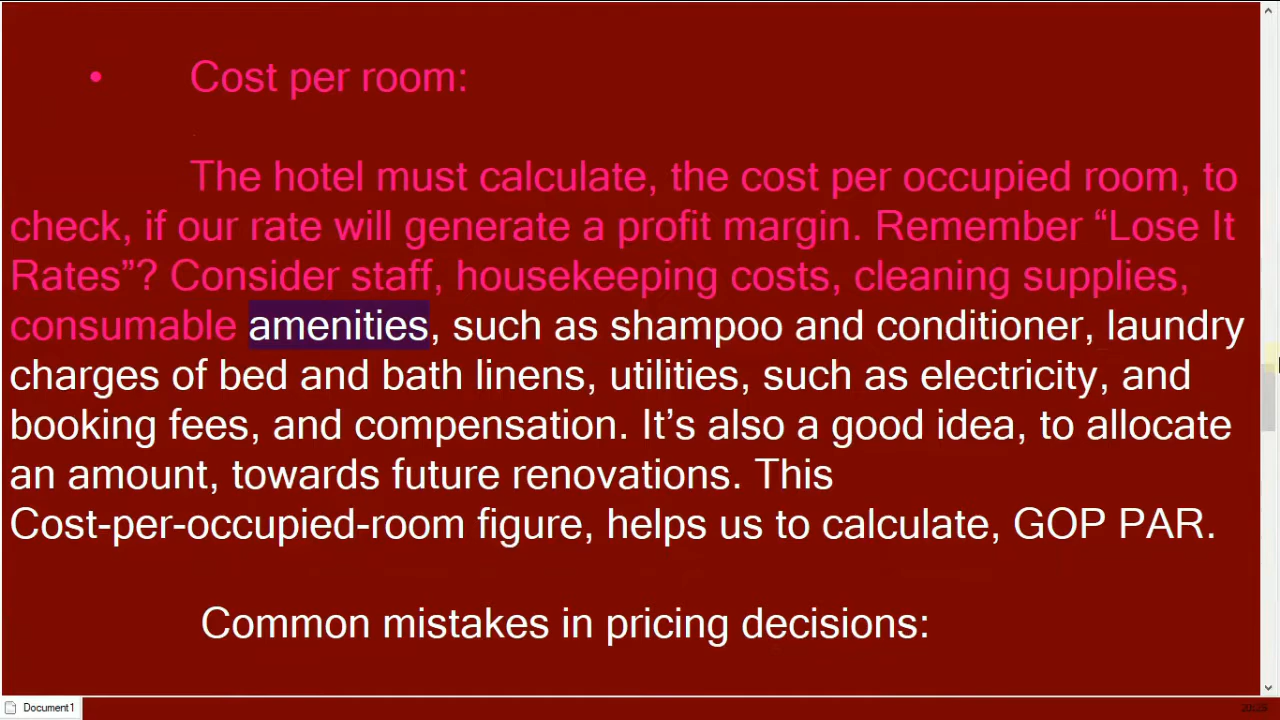 • Cost per room:
The hotel must calculate, the cost per occupied room, to
check, if our rate will generate a profit margin. Remember “Lose It
Rates”? Consider staff, housekeeping costs, cleaning supplies,
consumable amenities, such as shampoo and conditioner, laundry
charges of bed and bath linens, utilities, such as electricity, and
booking fees, and compensation. It’s also a good idea, to allocate
an amount, towards future renovations. This
Cost-per-occupied-room figure, helps us to calculate, GOP PAR.
Common mistakes in pricing decisions:
Document1